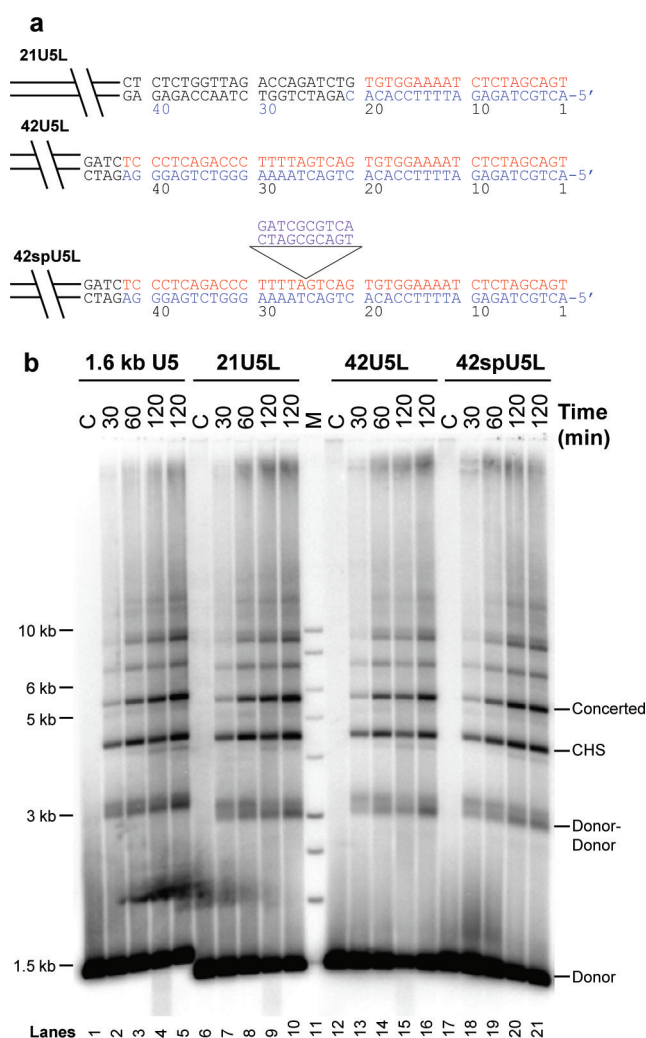 a
21U5L
CT CTCTGGTTAG ACCAGATCTG TGTGGAAAAT CTCTAGCAGT
GA GAGACCAATC TGGTCTAGAC ACACCTTTTA GAGATCGTCA-5'
40 30 20 10 1
42U5L
GATCTC CCTCAGACCC TTTTAGTCAG TGTGGAAAAT CTCTAGCAGT
CTAGAG GGAGTCTGGG AAAATCAGTC ACACCTTTTA GAGATCGTCA-5'
40 30 20 10 1
GATCGCGTCA
CTAGCGCAGT
42spU5L
GATCTC CCTCAGACCC TTTTAGTCAG TGTGGAAAAT CTCTAGCAGT
CTAGAG GGAGTCTGGG AAAATCAGTC ACACCTTTTA GAGATCGTCA-5'
40 30 20 10 1
b
1.6 kb U5 21U5L 42U5L 42spU5L
C 30 60 120 120 C 30 60 120 120 M C 30 60 120 120 C 30 60 120 120 Time
(min)
10 kb
6 kb
5 kb
3 kb
1.5 kb
Concerted
CHS
Donor-
Donor
Donor
Lanes 1 2 3 4 5 6 7 8 9 10 11 12 13 14 15 16 17 18 19 20 21